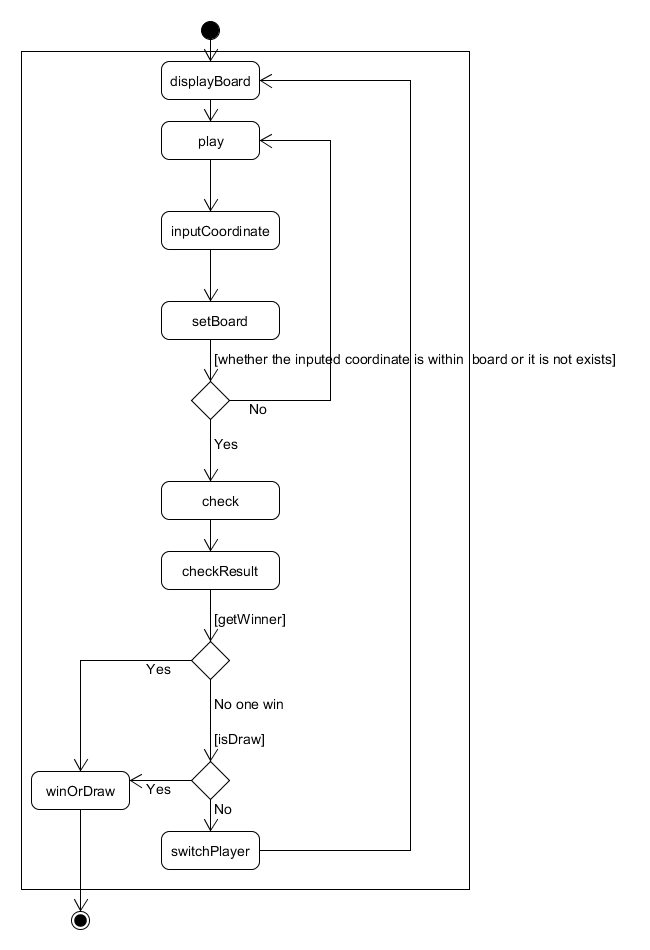 displayBoard
play
inputCoordinate
setBoard
[whether the inputed coordinate is within  board or it is not exists]
No
Yes
check
checkResult
[getWinner]
Yes
No one win
[isDraw]
winOrDraw
Yes
No
switchPlayer